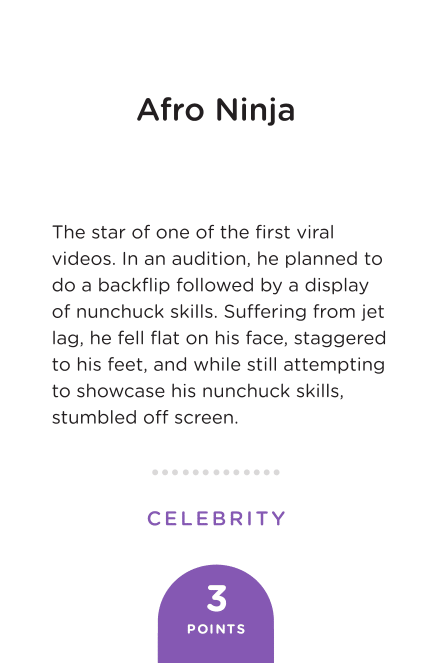 Afro Ninja
The star of one of the first viral
videos. In an audition, he planned to
do a backflip followed by a display
of nunchuck skills. Suffering from jet
lag, he fell flat on his face, staggered
to his feet, and while still attempting
to showcase his nunchuck skills,
stumbled off screen.
CELEBRITY
3
POINTS